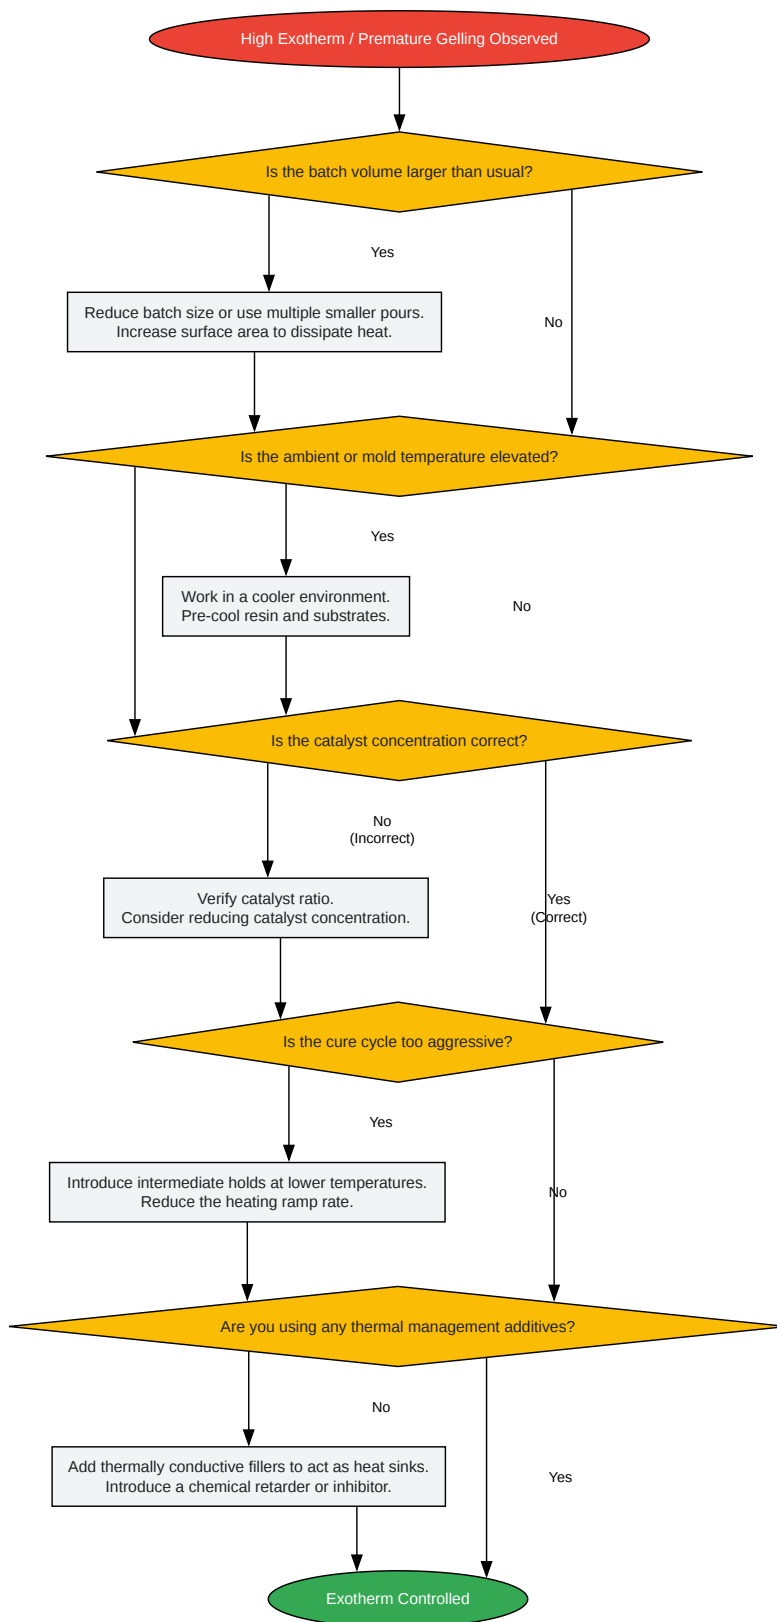 High Exotherm / Premature Gelling Observed
Is the batch volume larger than usual?
Yes
Reduce batch size or use multiple smaller pours.
Increase surface area to dissipate heat.
No
Is the ambient or mold temperature elevated?
Yes
Work in a cooler environment.
Pre-cool resin and substrates.
No
Is the catalyst concentration correct?
No
(Incorrect)
Verify catalyst ratio.
Consider reducing catalyst concentration.
Yes
(Correct)
Is the cure cycle too aggressive?
Yes
Introduce intermediate holds at lower temperatures.
Reduce the heating ramp rate.
No
Are you using any thermal management additives?
No
Add thermally conductive fillers to act as heat sinks.
Introduce a chemical retarder or inhibitor.
Yes
Exotherm Controlled